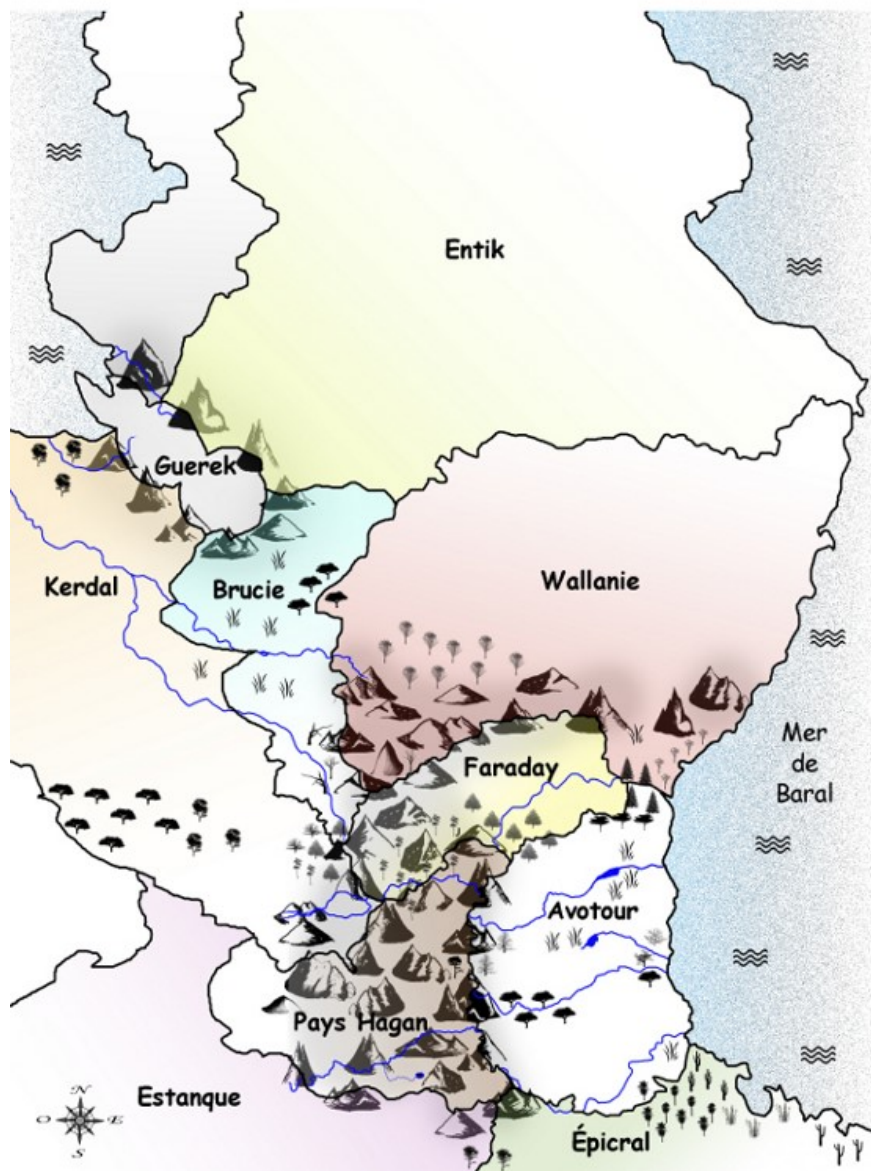 Entik
Guerek
Kerdal
Brucie
Wallanie
Mer
de
Baral
Faraday
Avotour
Pays Hagan
Estanque
Épicral
N
O
E
S